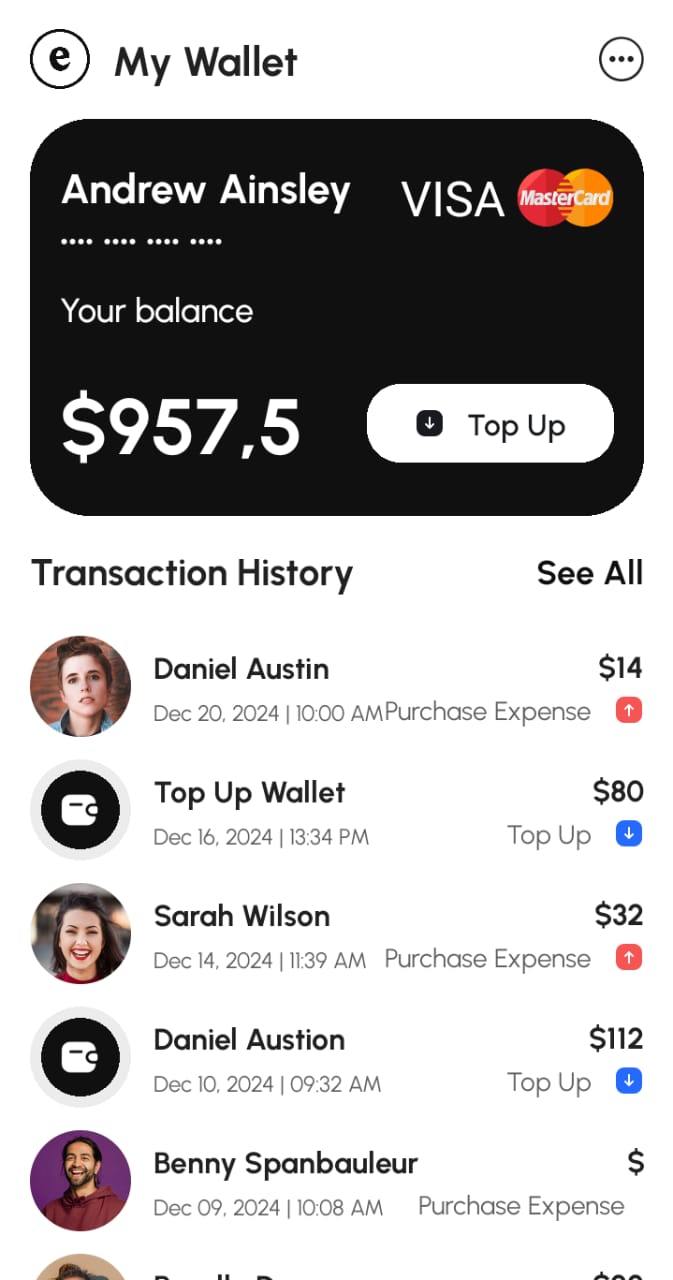 e My Wallet
Andrew Ainsley VISA MasterCard
•••• •••• •••• ••••
Your balance
$957,5 Top Up
Transaction History See All
Daniel Austin $14
Dec 20, 2024 | 10:00 AM Purchase Expense
Top Up Wallet $80
Dec 16, 2024 | 13:34 PM Top Up
Sarah Wilson $32
Dec 14, 2024 | 11:39 AM Purchase Expense
Daniel Austion $112
Dec 10, 2024 | 09:32 AM Top Up
Benny Spanbauleur $
Dec 09, 2024 | 10:08 AM Purchase Expense